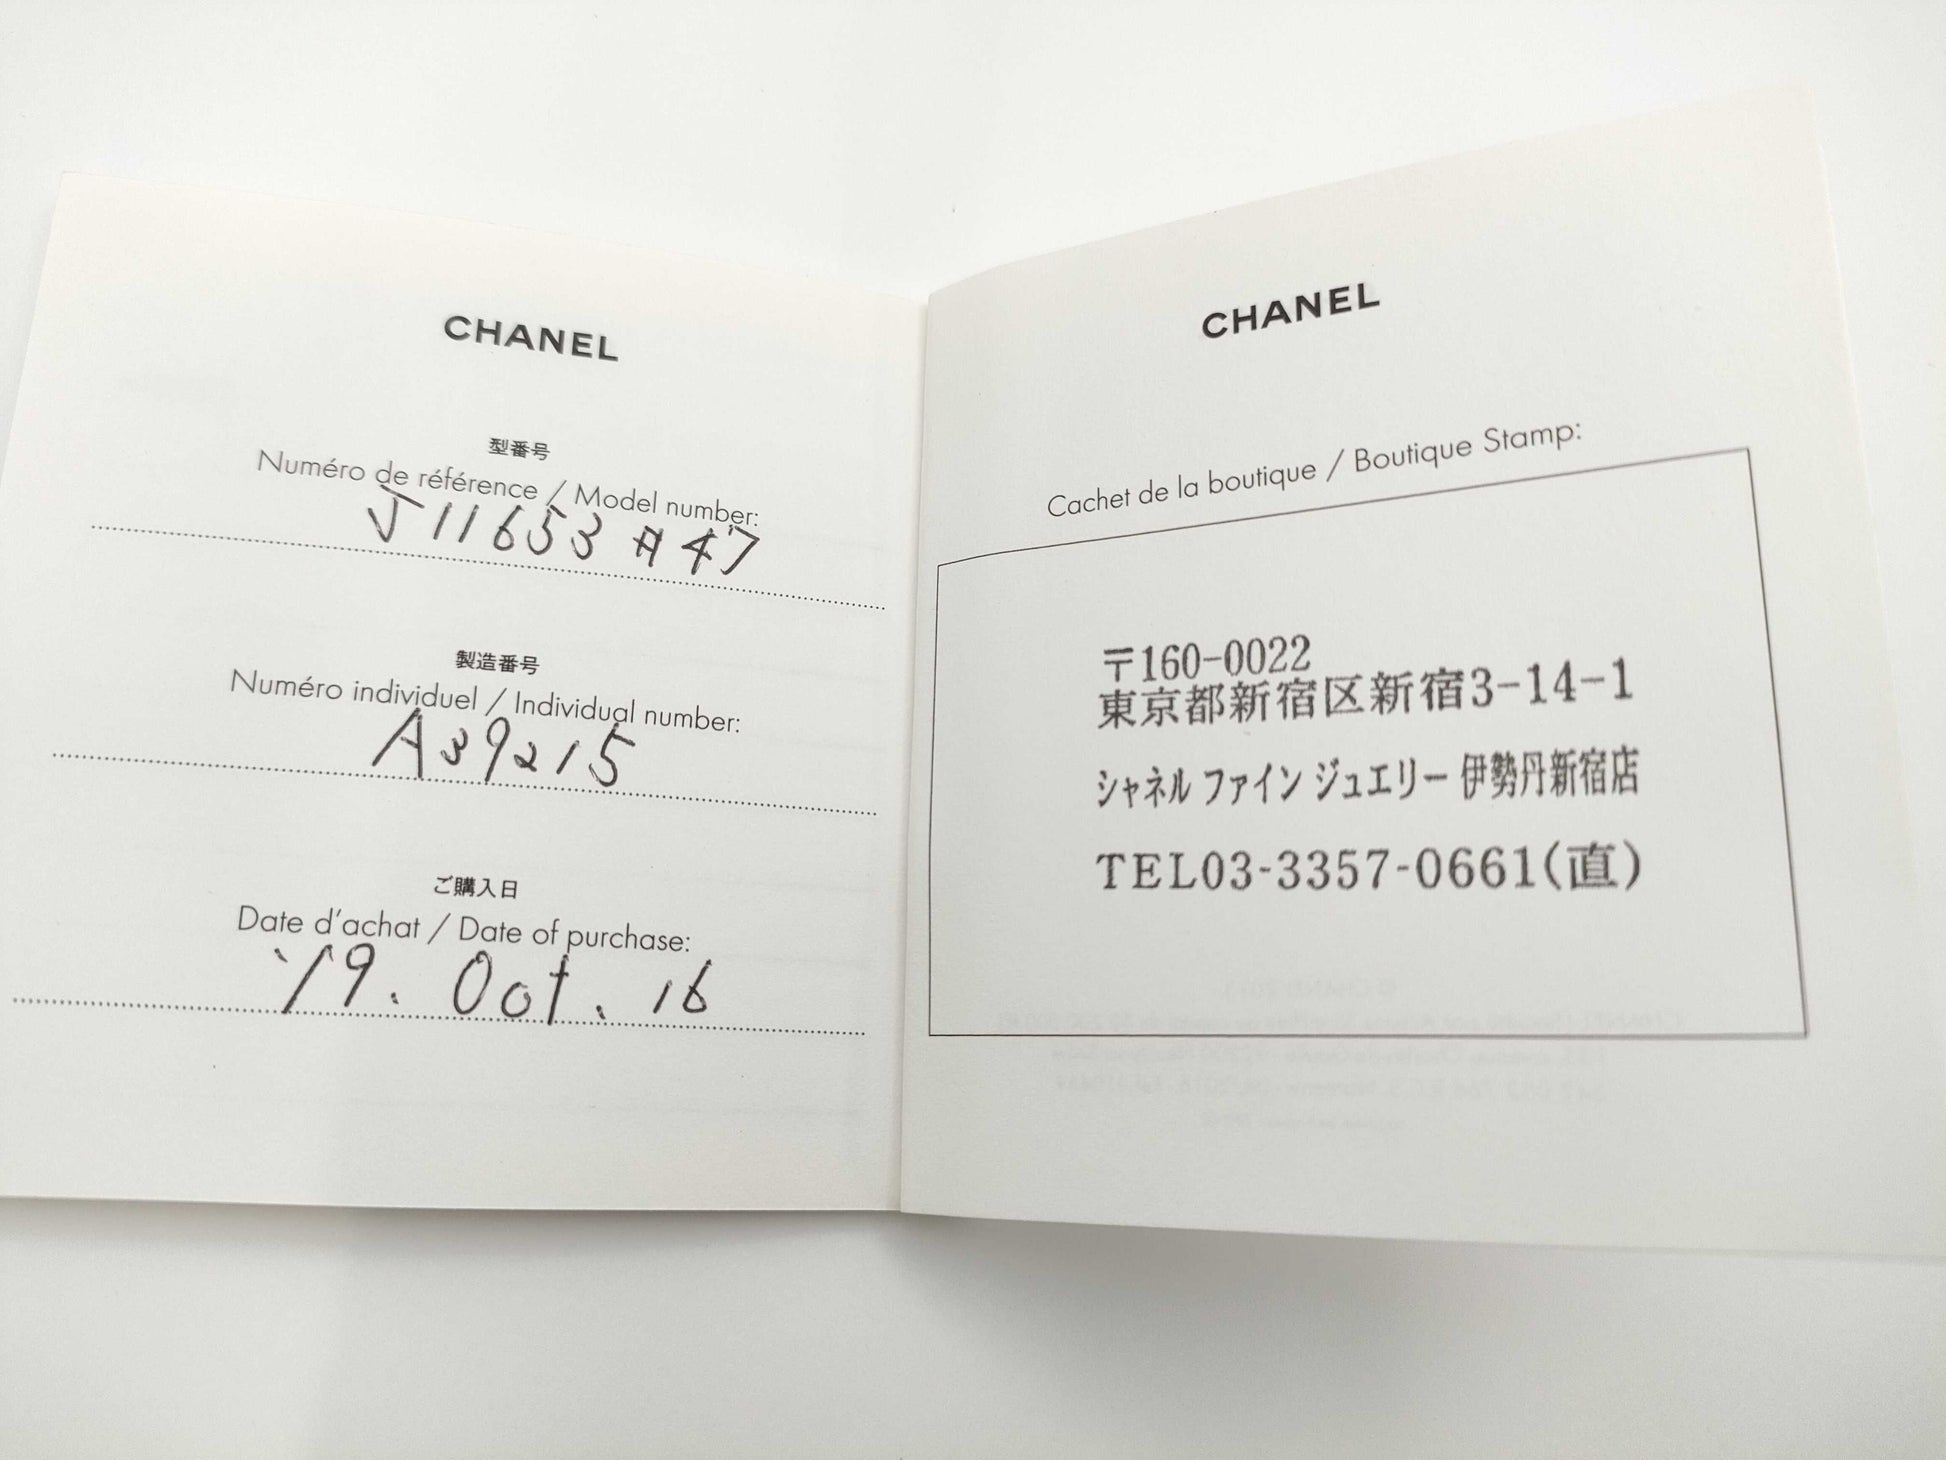 CHANEL
型番号
Numéro de référence / Model number:
J11653 #47
製造番号
Numéro individuel / Individual number:
A39215
ご購入日
Date d'achat / Date of purchase:
'19. Oct. 16
CHANEL
Cachet de la boutique / Boutique Stamp:
〒160-0022
東京都新宿区新宿3-14-1
シャネル ファイン ジュエリー 伊勢丹新宿店
TEL03-3357-0661(直)